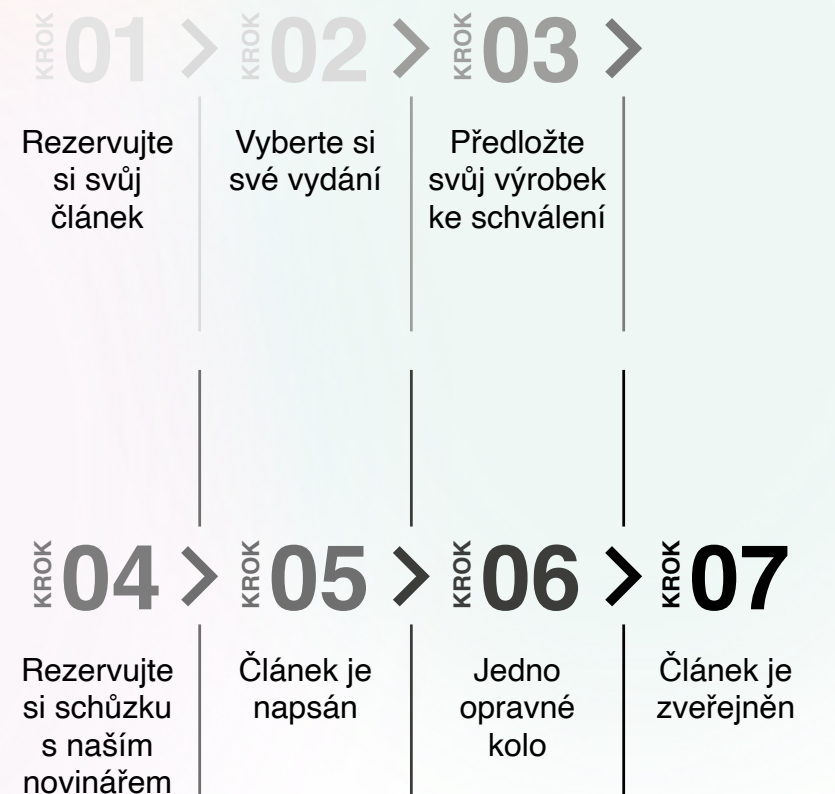 KROK 01 > KROK 02 > KROK 03 >
Rezervujte
si svůj
článek
Vyberte si
své vydání
Předložte
svůj výrobek
ke schválení
KROK 04 > KROK 05 > KROK 06 > KROK 07
Rezervujte
si schůzku
s naším
novinářem
Článek je
napsán
Jedno
opravné
kolo
Článek je
zveřejněn